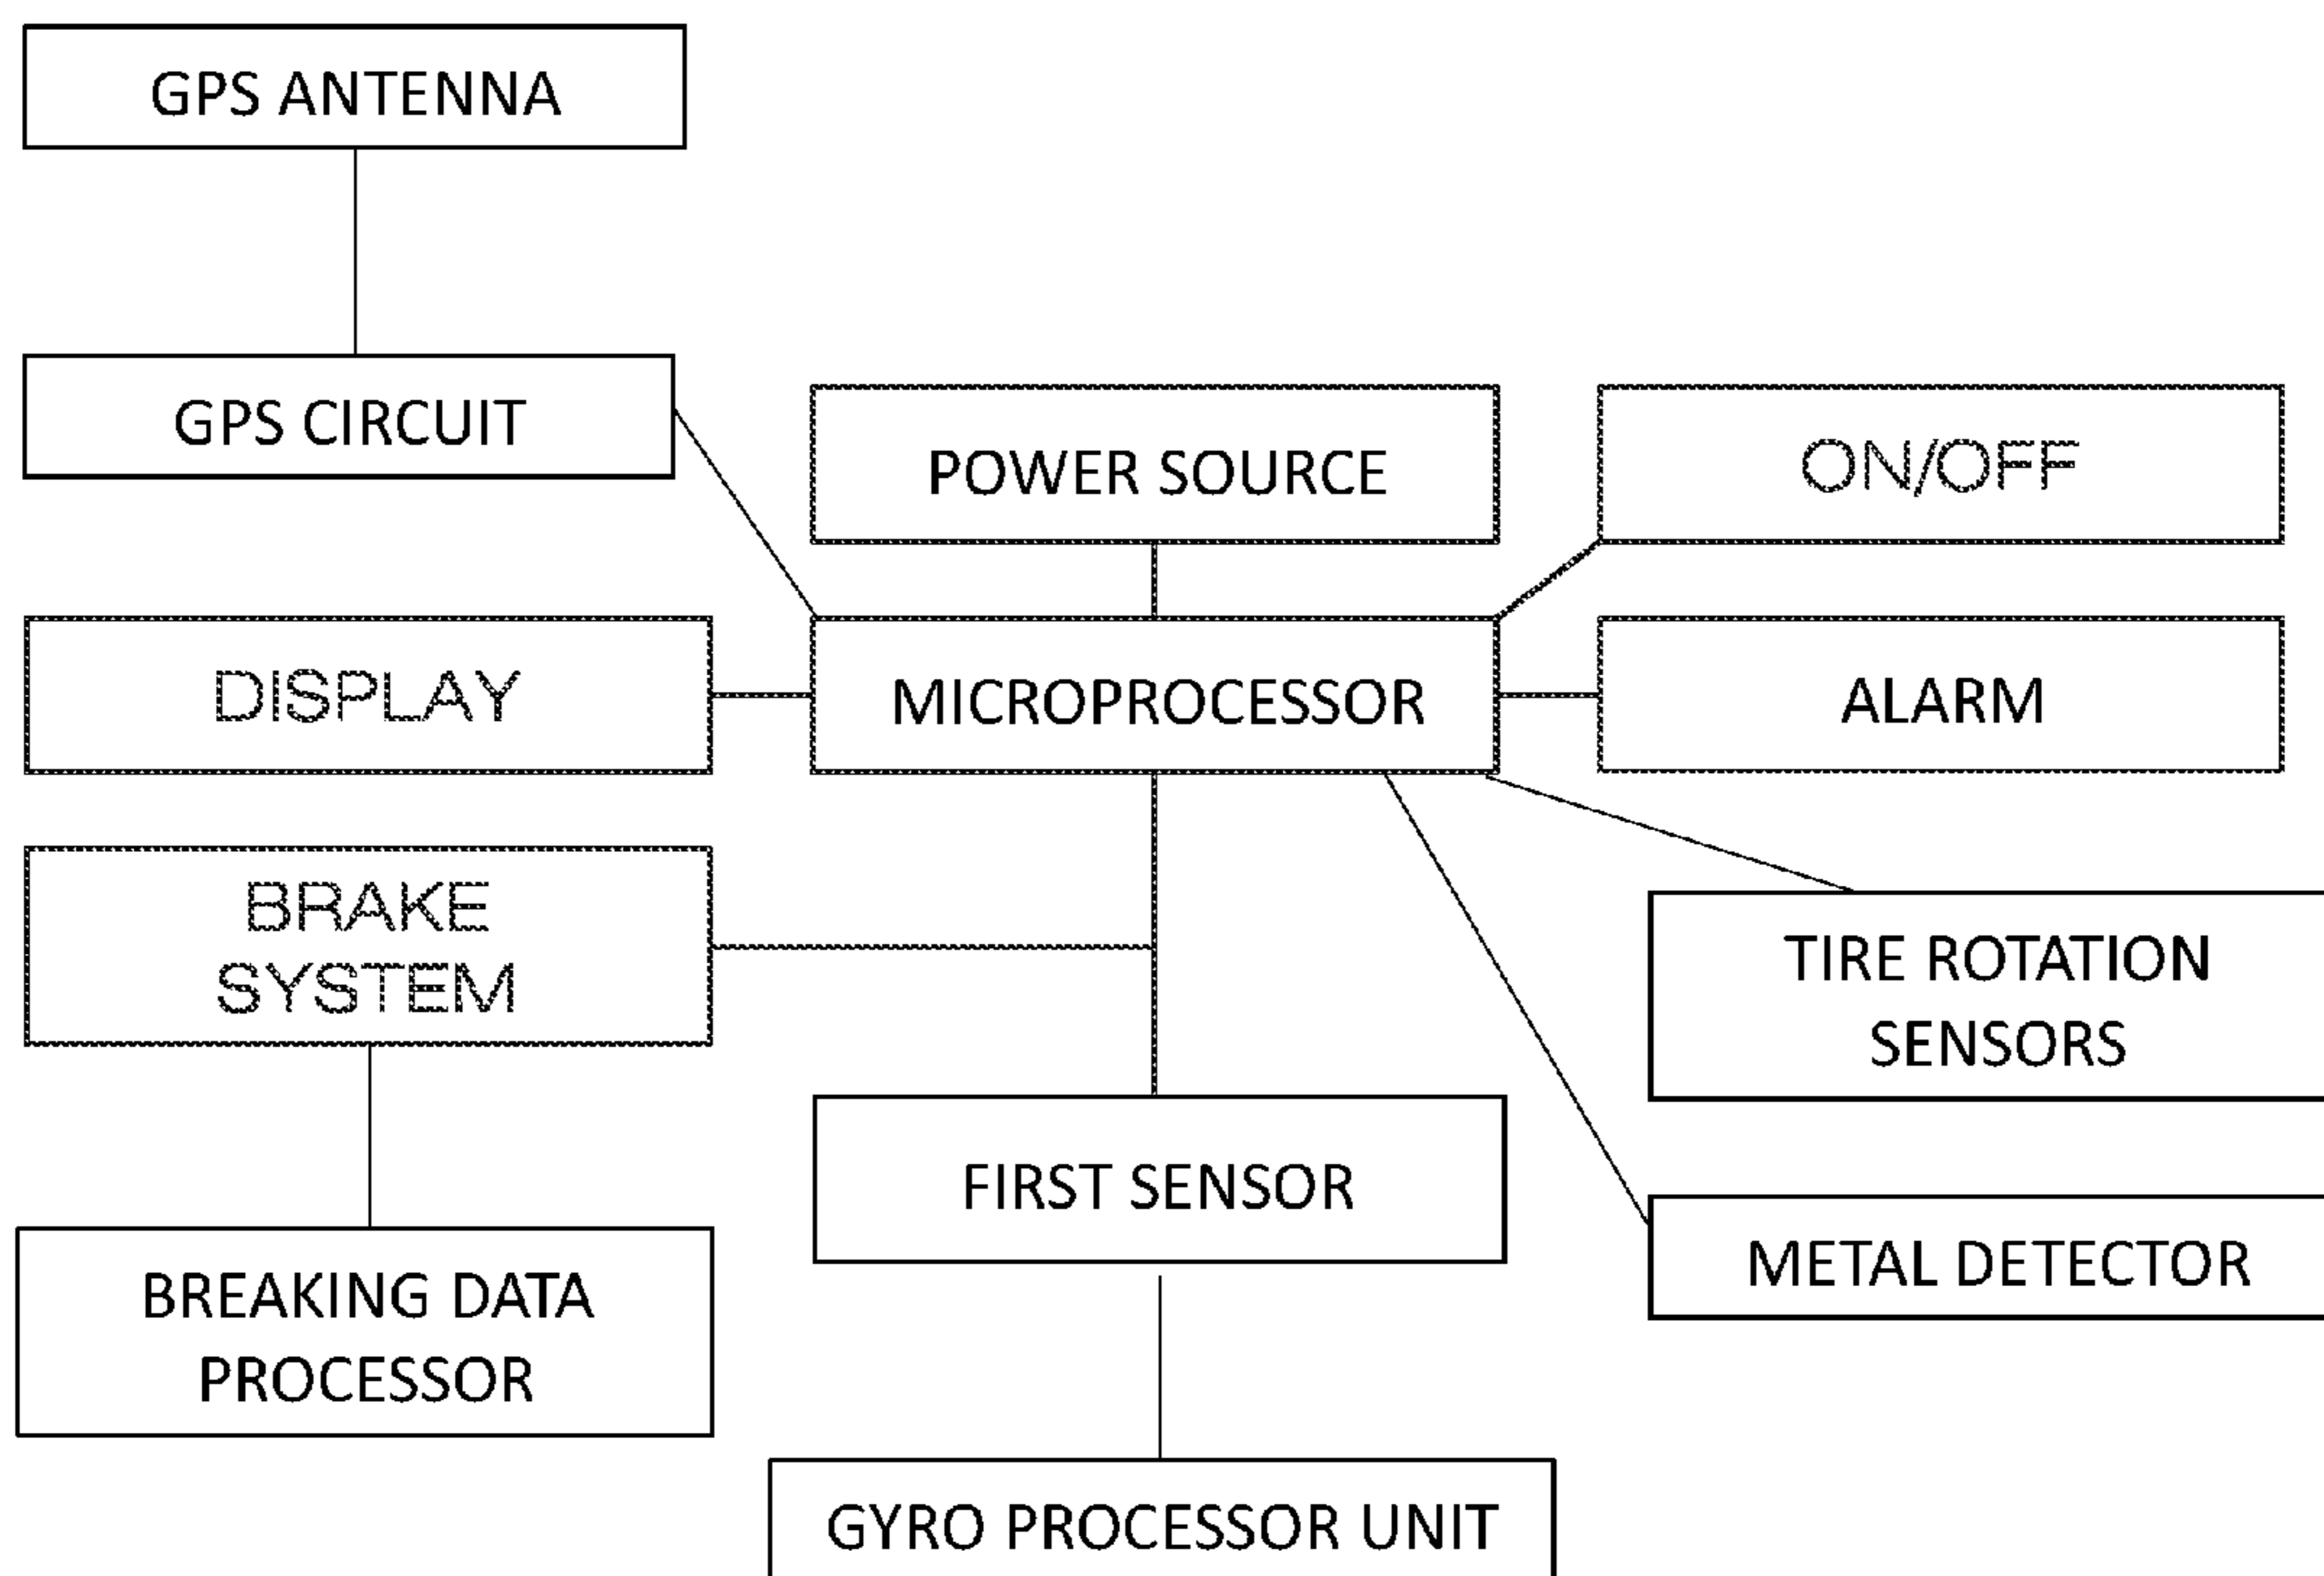 GPS ANTENNA
GPS CIRCUIT
POWER SOURCE
ON/OFF
DISPLAY
MICROPROCESSOR
ALARM
BRAKE
SYSTEM
TIRE ROTATION
SENSORS
FIRST SENSOR
METAL DETECTOR
BREAKING DATA
PROCESSOR
GYRO PROCESSOR UNIT